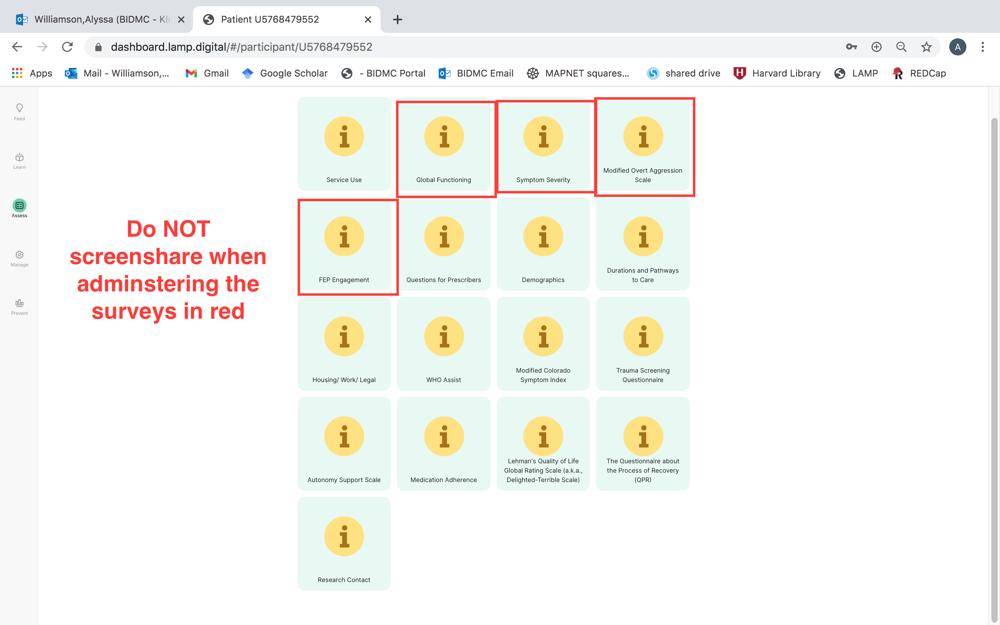 Williamson,Alyssa (BIDMC - Kli
Patient U5768479552
dashboard.lamp.digital/#/participant/U5768479552
A
Apps
Mail - Williamson,...
Gmail
Google Scholar
- BIDMC Portal
BIDMC Email
MAPNET squares...
shared drive
Harvard Library
LAMP
REDCap
Feed
Learn
Assess
Manage
Prevent
Do NOT
screenshare when
adminstering the
surveys in red
Service Use
Global Functioning
Symptom Severity
Modified Overt Aggression
Scale
FEP Engagement
Questions for Prescribers
Demographics
Durations and Pathways
to Care
Housing/ Work/ Legal
WHO Assist
Modified Colorado
Symptom Index
Trauma Screening
Questionnaire
Autonomy Support Scale
Medication Adherence
Lehman's Quality of Life
Global Rating Scale (a.k.a.,
Delighted-Terrible Scale)
The Questionnaire about
the Process of Recovery
(QPR)
Research Contact